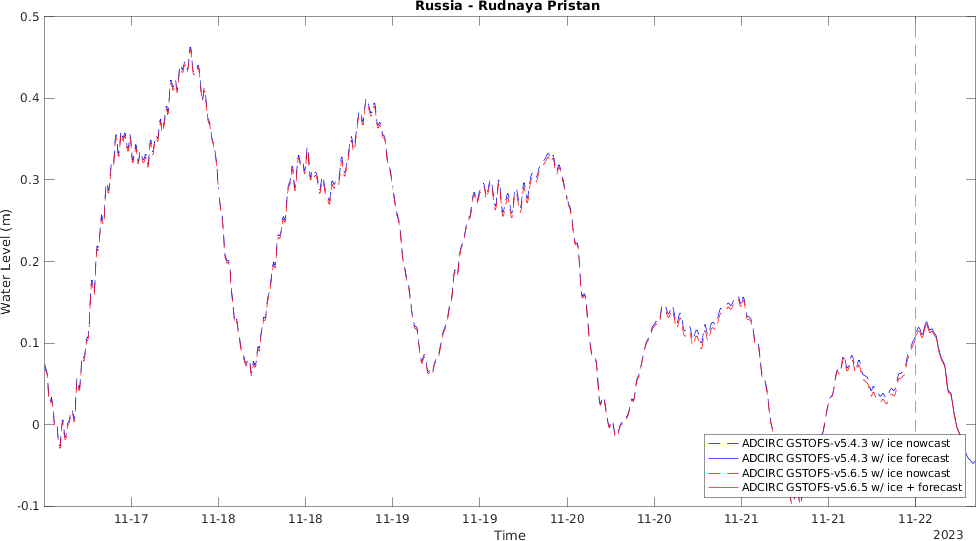 Russia - Rudnaya Pristan
0.5
0.4
0.3
0.2
0.1
0
-0.1
Water Level (m)
ADCIRC GSTOFS-v5.4.3 w/ ice nowcast
ADCIRC GSTOFS-v5.4.3 w/ ice forecast
ADCIRC GSTOFS-v5.6.5 w/ ice nowcast
ADCIRC GSTOFS-v5.6.5 w/ ice + forecast
11-17 11-18 11-18 11-19 11-19 11-20 11-20 11-21 11-21 11-22
Time
2023